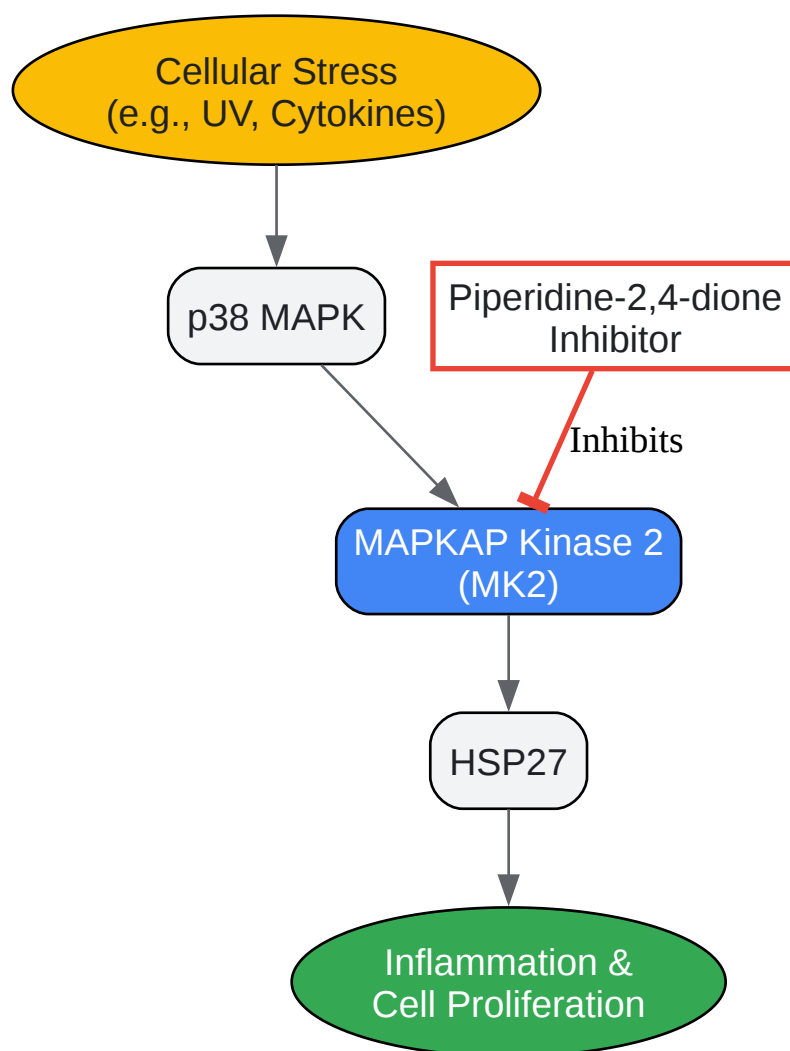 Cellular Stress
(e.g., UV, Cytokines)
p38 MAPK
Piperidine-2,4-dione
Inhibitor
Inhibits
MAPKAP Kinase 2
(MK2)
HSP27
Inflammation &
Cell Proliferation